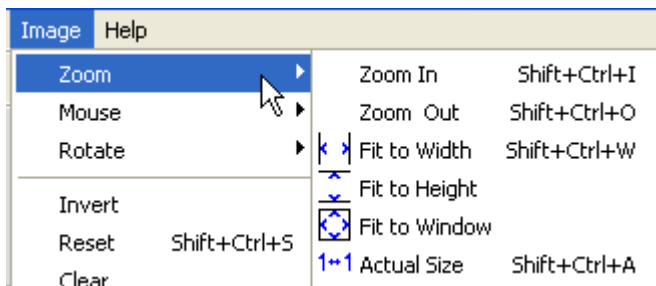 Image Help
Zoom
Mouse
Rotate
Invert
Reset Shift+Ctrl+S
Clear
Zoom In Shift+Ctrl+I
Zoom Out Shift+Ctrl+O
Fit to Width Shift+Ctrl+W
Fit to Height
Fit to Window
1↔1 Actual Size Shift+Ctrl+A